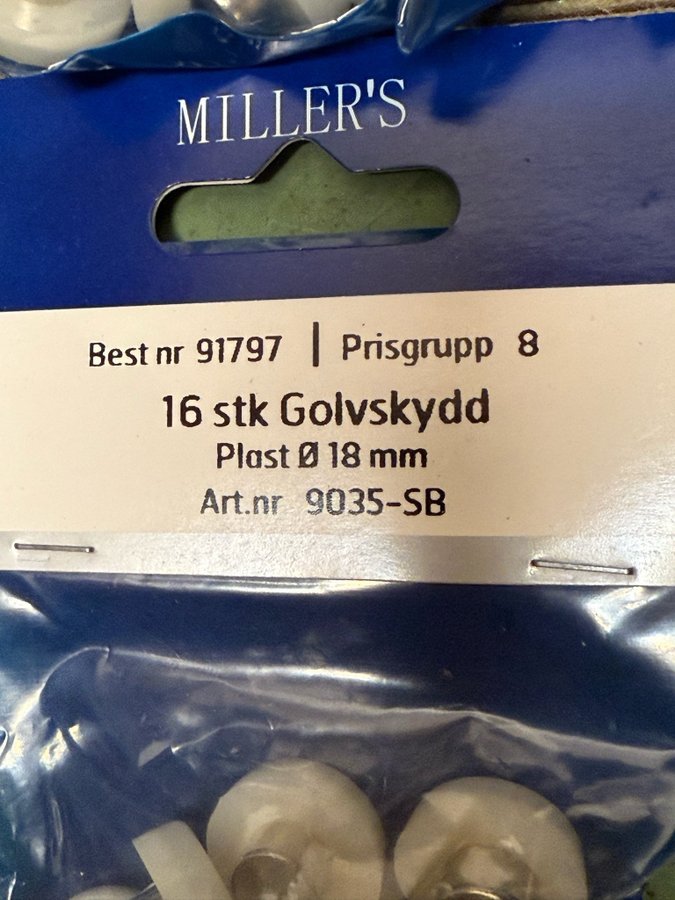 MILLER'S
Best nr 91797 | Prisgrupp 8
16 stk Golvskydd
Plast Ø 18 mm
Art.nr 9035-SB